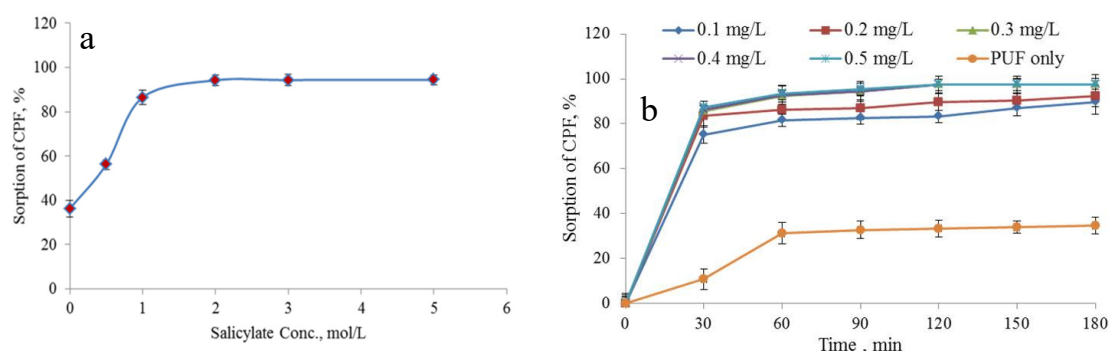 a
120
100
80
60
40
20
0
0 1 2 3 4 5 6
Sorption of CPF, %
Salicylate Conc., mol/L
b
0.1 mg/L 0.2 mg/L 0.3 mg/L
0.4 mg/L 0.5 mg/L PUF only
120
100
80
60
40
20
0
0 30 60 90 120 150 180
Sorption of CPF, %
Time , min